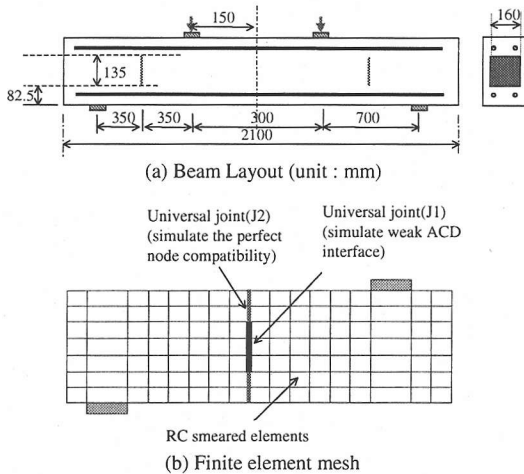 150
160
135
82.5
350
350
300
700
2100
(a) Beam Layout (unit : mm)
Universal joint(J2)
(simulate the perfect
node compatibility)
Universal joint(J1)
(simulate weak ACD
interface)
RC smeared elements
(b) Finite element mesh